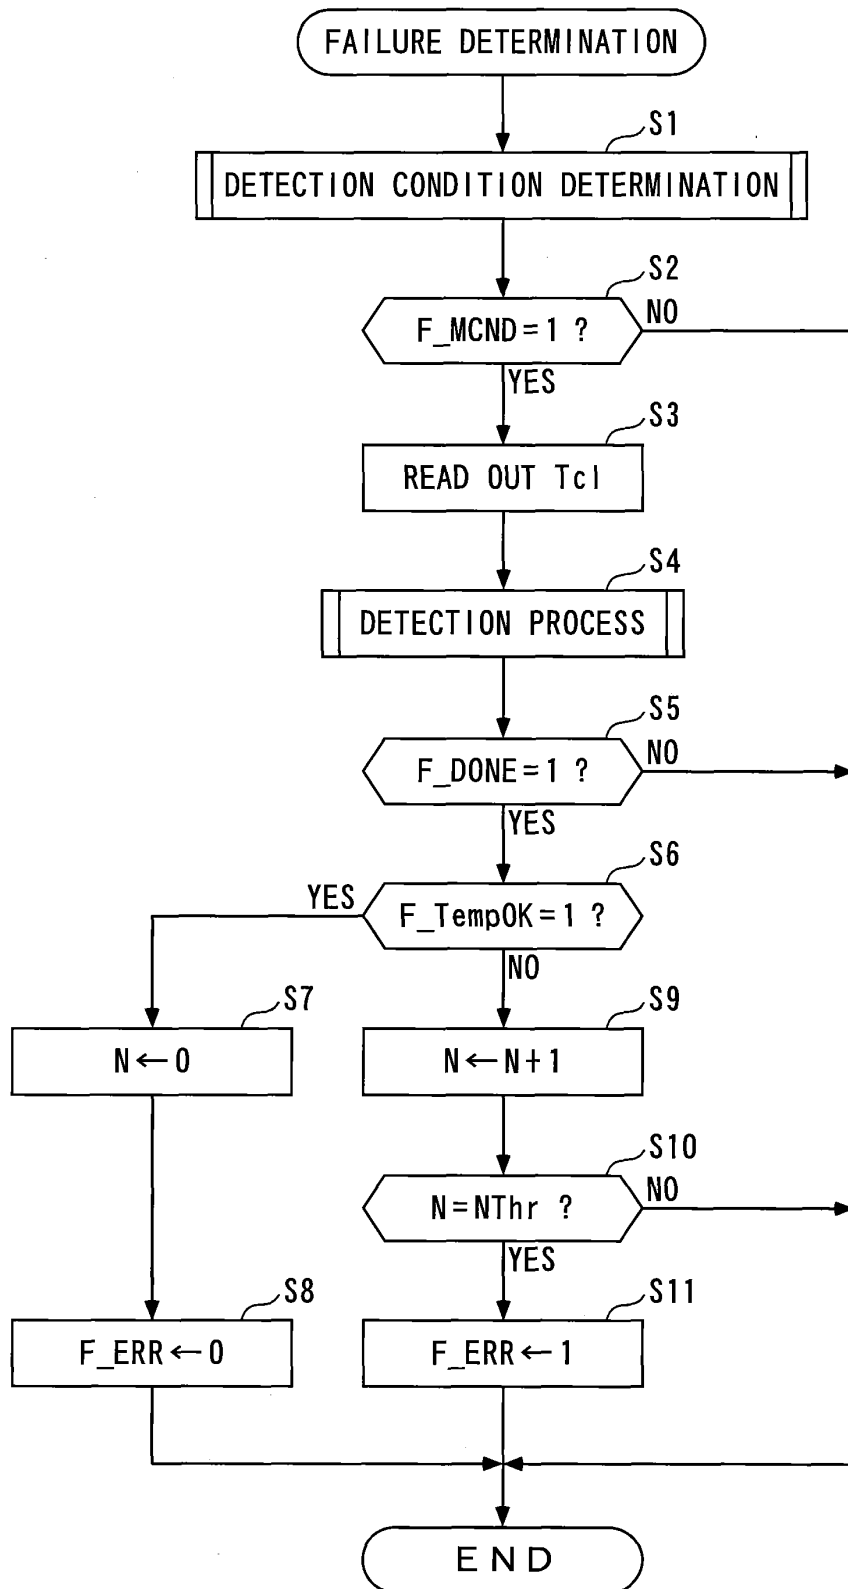 FAILURE DETERMINATION
S1
DETECTION CONDITION DETERMINATION
S2
F_MCND=1 ?
NO
YES
S3
READ OUT Tcl
S4
DETECTION PROCESS
S5
F_DONE=1 ?
NO
YES
S6
YES
F_TempOK=1 ?
NO
S7
S9
N←0
N←N+1
S10
N=NThr ?
NO
YES
S8
S11
F_ERR←0
F_ERR←1
END